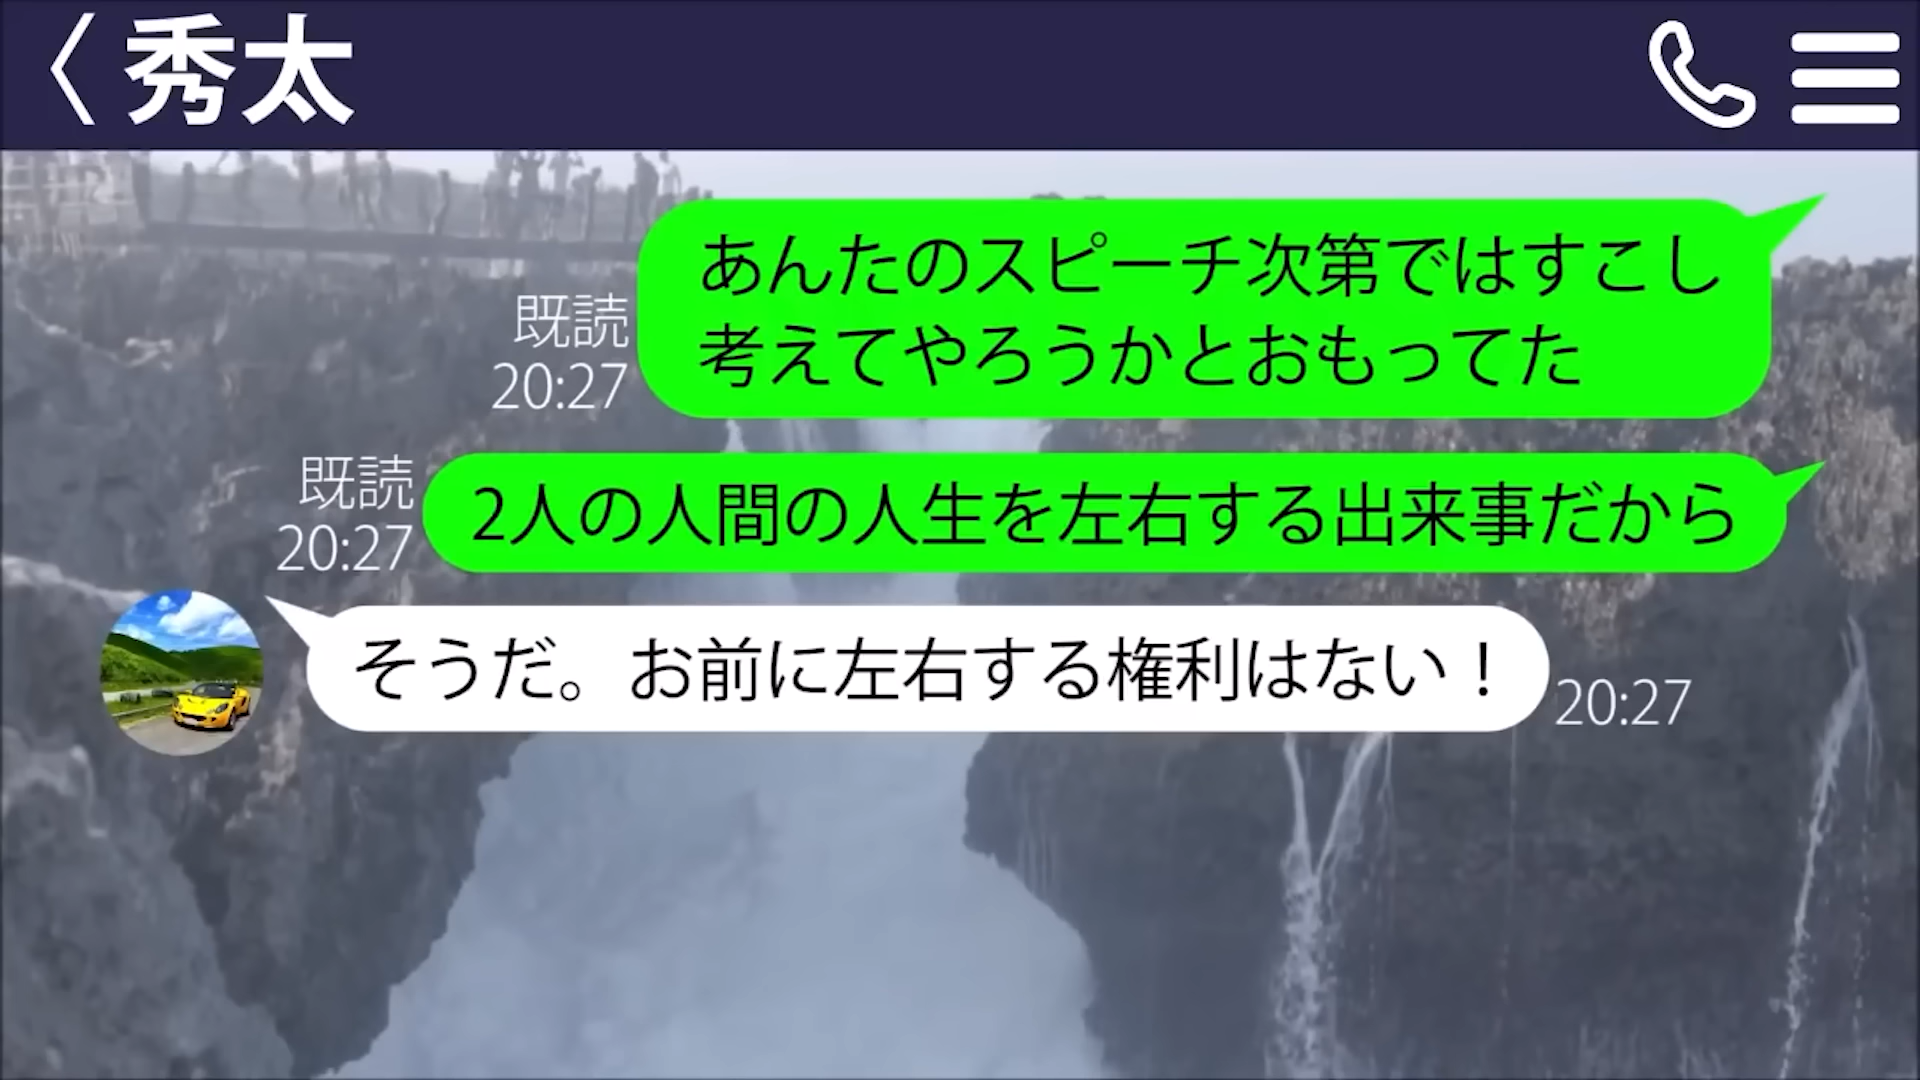 秀太
あんたのスピーチ次第ではすこし
考えてやろうかとおもってた
既読
20:27
2人の人間の人生を左右する出来事だから
既読
20:27
そうだ。お前に左右する権利はない！
20:27